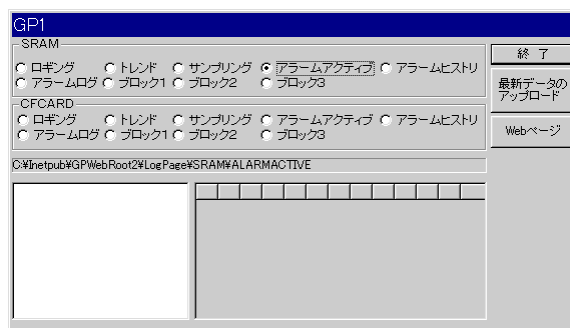 GP1
SRAM
ロギング トレンド サンプリング アラームアクティブ アラームヒストリ
アラームログ ブロック1 ブロック2 ブロック3
CFCARD
ロギング トレンド サンプリング アラームアクティブ アラームヒストリ
アラームログ ブロック1 ブロック2 ブロック3
C:¥Inetpub¥GPWebRoot2¥LogPage¥SRAM¥ALARMACTIVE
終 了
最新データの
アップロード
Webページ